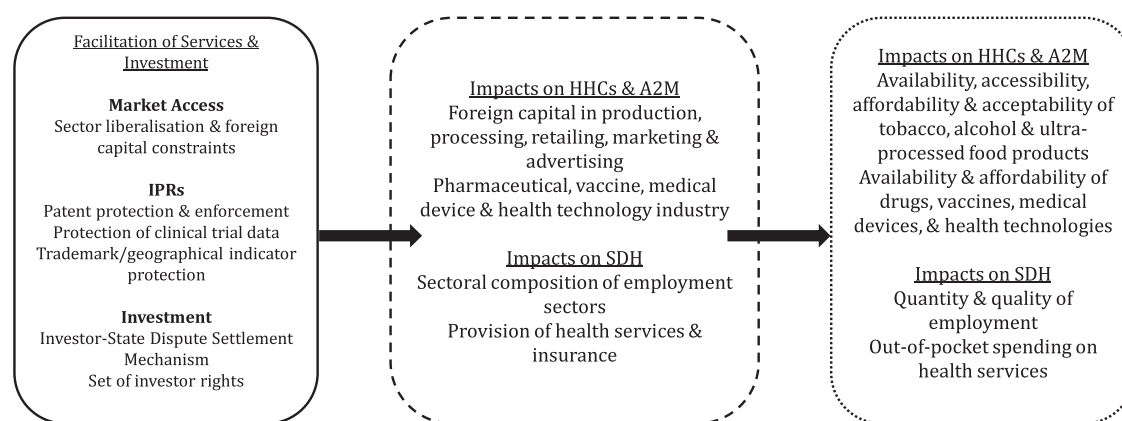 Facilitation of Services &
Investment
Market Access
Sector liberalisation & foreign
capital constraints
IPRs
Patent protection & enforcement
Protection of clinical trial data
Trademark/geographical indicator
protection
Investment
Investor-State Dispute Settlement
Mechanism
Set of investor rights
Impacts on HHCs & A2M
Foreign capital in production,
processing, retailing, marketing &
advertising
Pharmaceutical, vaccine, medical
device & health technology industry
Impacts on SDH
Sectoral composition of employment
sectors
Provision of health services &
insurance
Impacts on HHCs & A2M
Availability, accessibility,
affordability & acceptability of
tobacco, alcohol & ultra-
processed food products
Availability & affordability of
drugs, vaccines, medical
devices, & health technologies
Impacts on SDH
Quantity & quality of
employment
Out-of-pocket spending on
health services